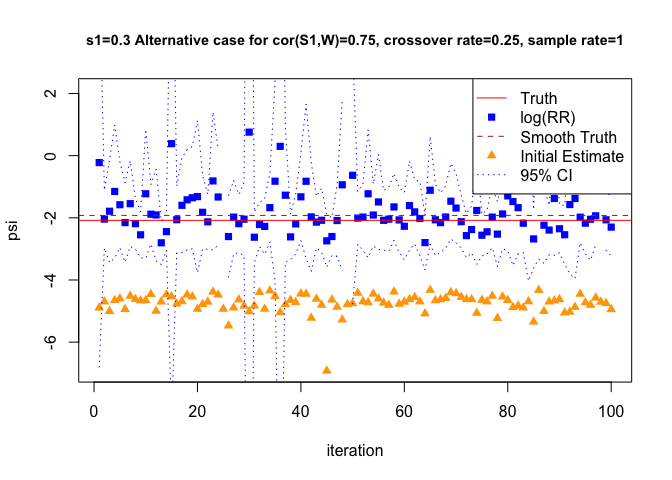 s1=0.3 Alternative case for cor(S1,W)=0.75, crossover rate=0.25, sample rate=1
Truth
log(RR)
Smooth Truth
Initial Estimate
95% CI
psi
2
0
-2
-4
-6
0 20 40 60 80 100
iteration